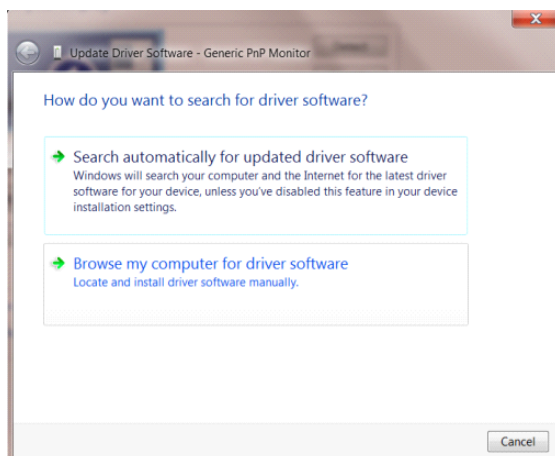 Update Driver Software - Generic PnP Monitor
How do you want to search for driver software?
Search automatically for updated driver software
Windows will search your computer and the Internet for the latest driver
software for your device, unless you've disabled this feature in your device
installation settings.
Browse my computer for driver software
Locate and install driver software manually.
Cancel